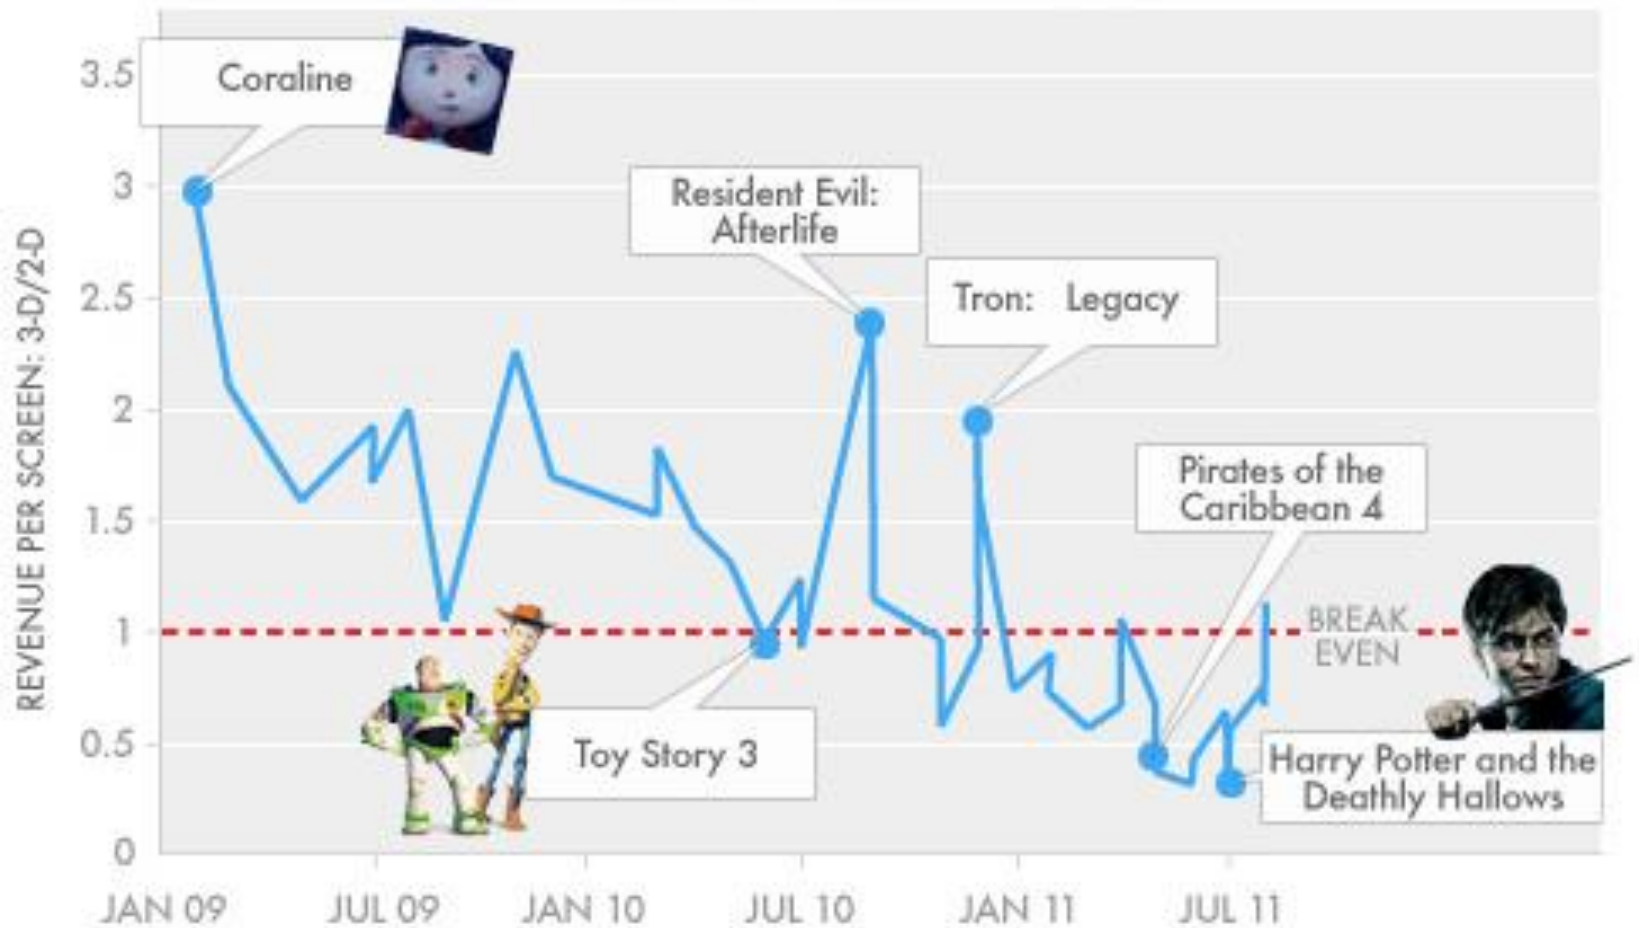 REVENUE PER SCREEN: 3-D/2-D
3.5
3
2.5
2
1.5
1
0.5
0
Coraline
Resident Evil:
Afterlife
Tron: Legacy
Pirates of the
Caribbean 4
BREAK
EVEN
Toy Story 3
Harry Potter and the
Deathly Hallows
JAN 09
JUL 09
JAN 10
JUL 10
JAN 11
JUL 11